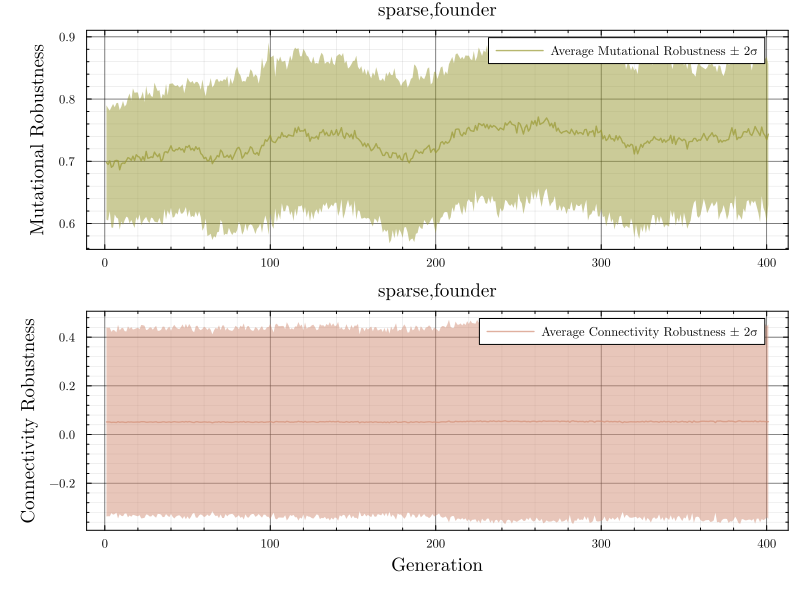 sparse,founder
Mutational Robustness
0.9
0.8
0.7
0.6
Average Mutational Robustness ± 2σ
0 100 200 300 400
sparse,founder
Connectivity Robustness
0.4
0.2
0.0
−0.2
Average Connectivity Robustness ± 2σ
0 100 200 300 400
Generation